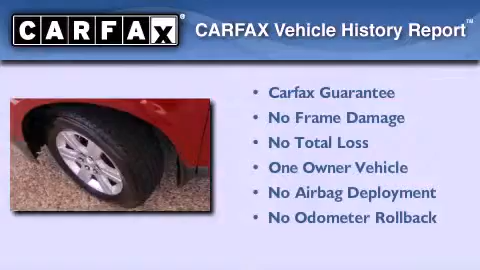 CARFAX® CARFAX Vehicle History Report™
• Carfax Guarantee
• No Frame Damage
• No Total Loss
• One Owner Vehicle
• No Airbag Deployment
• No Odometer Rollback